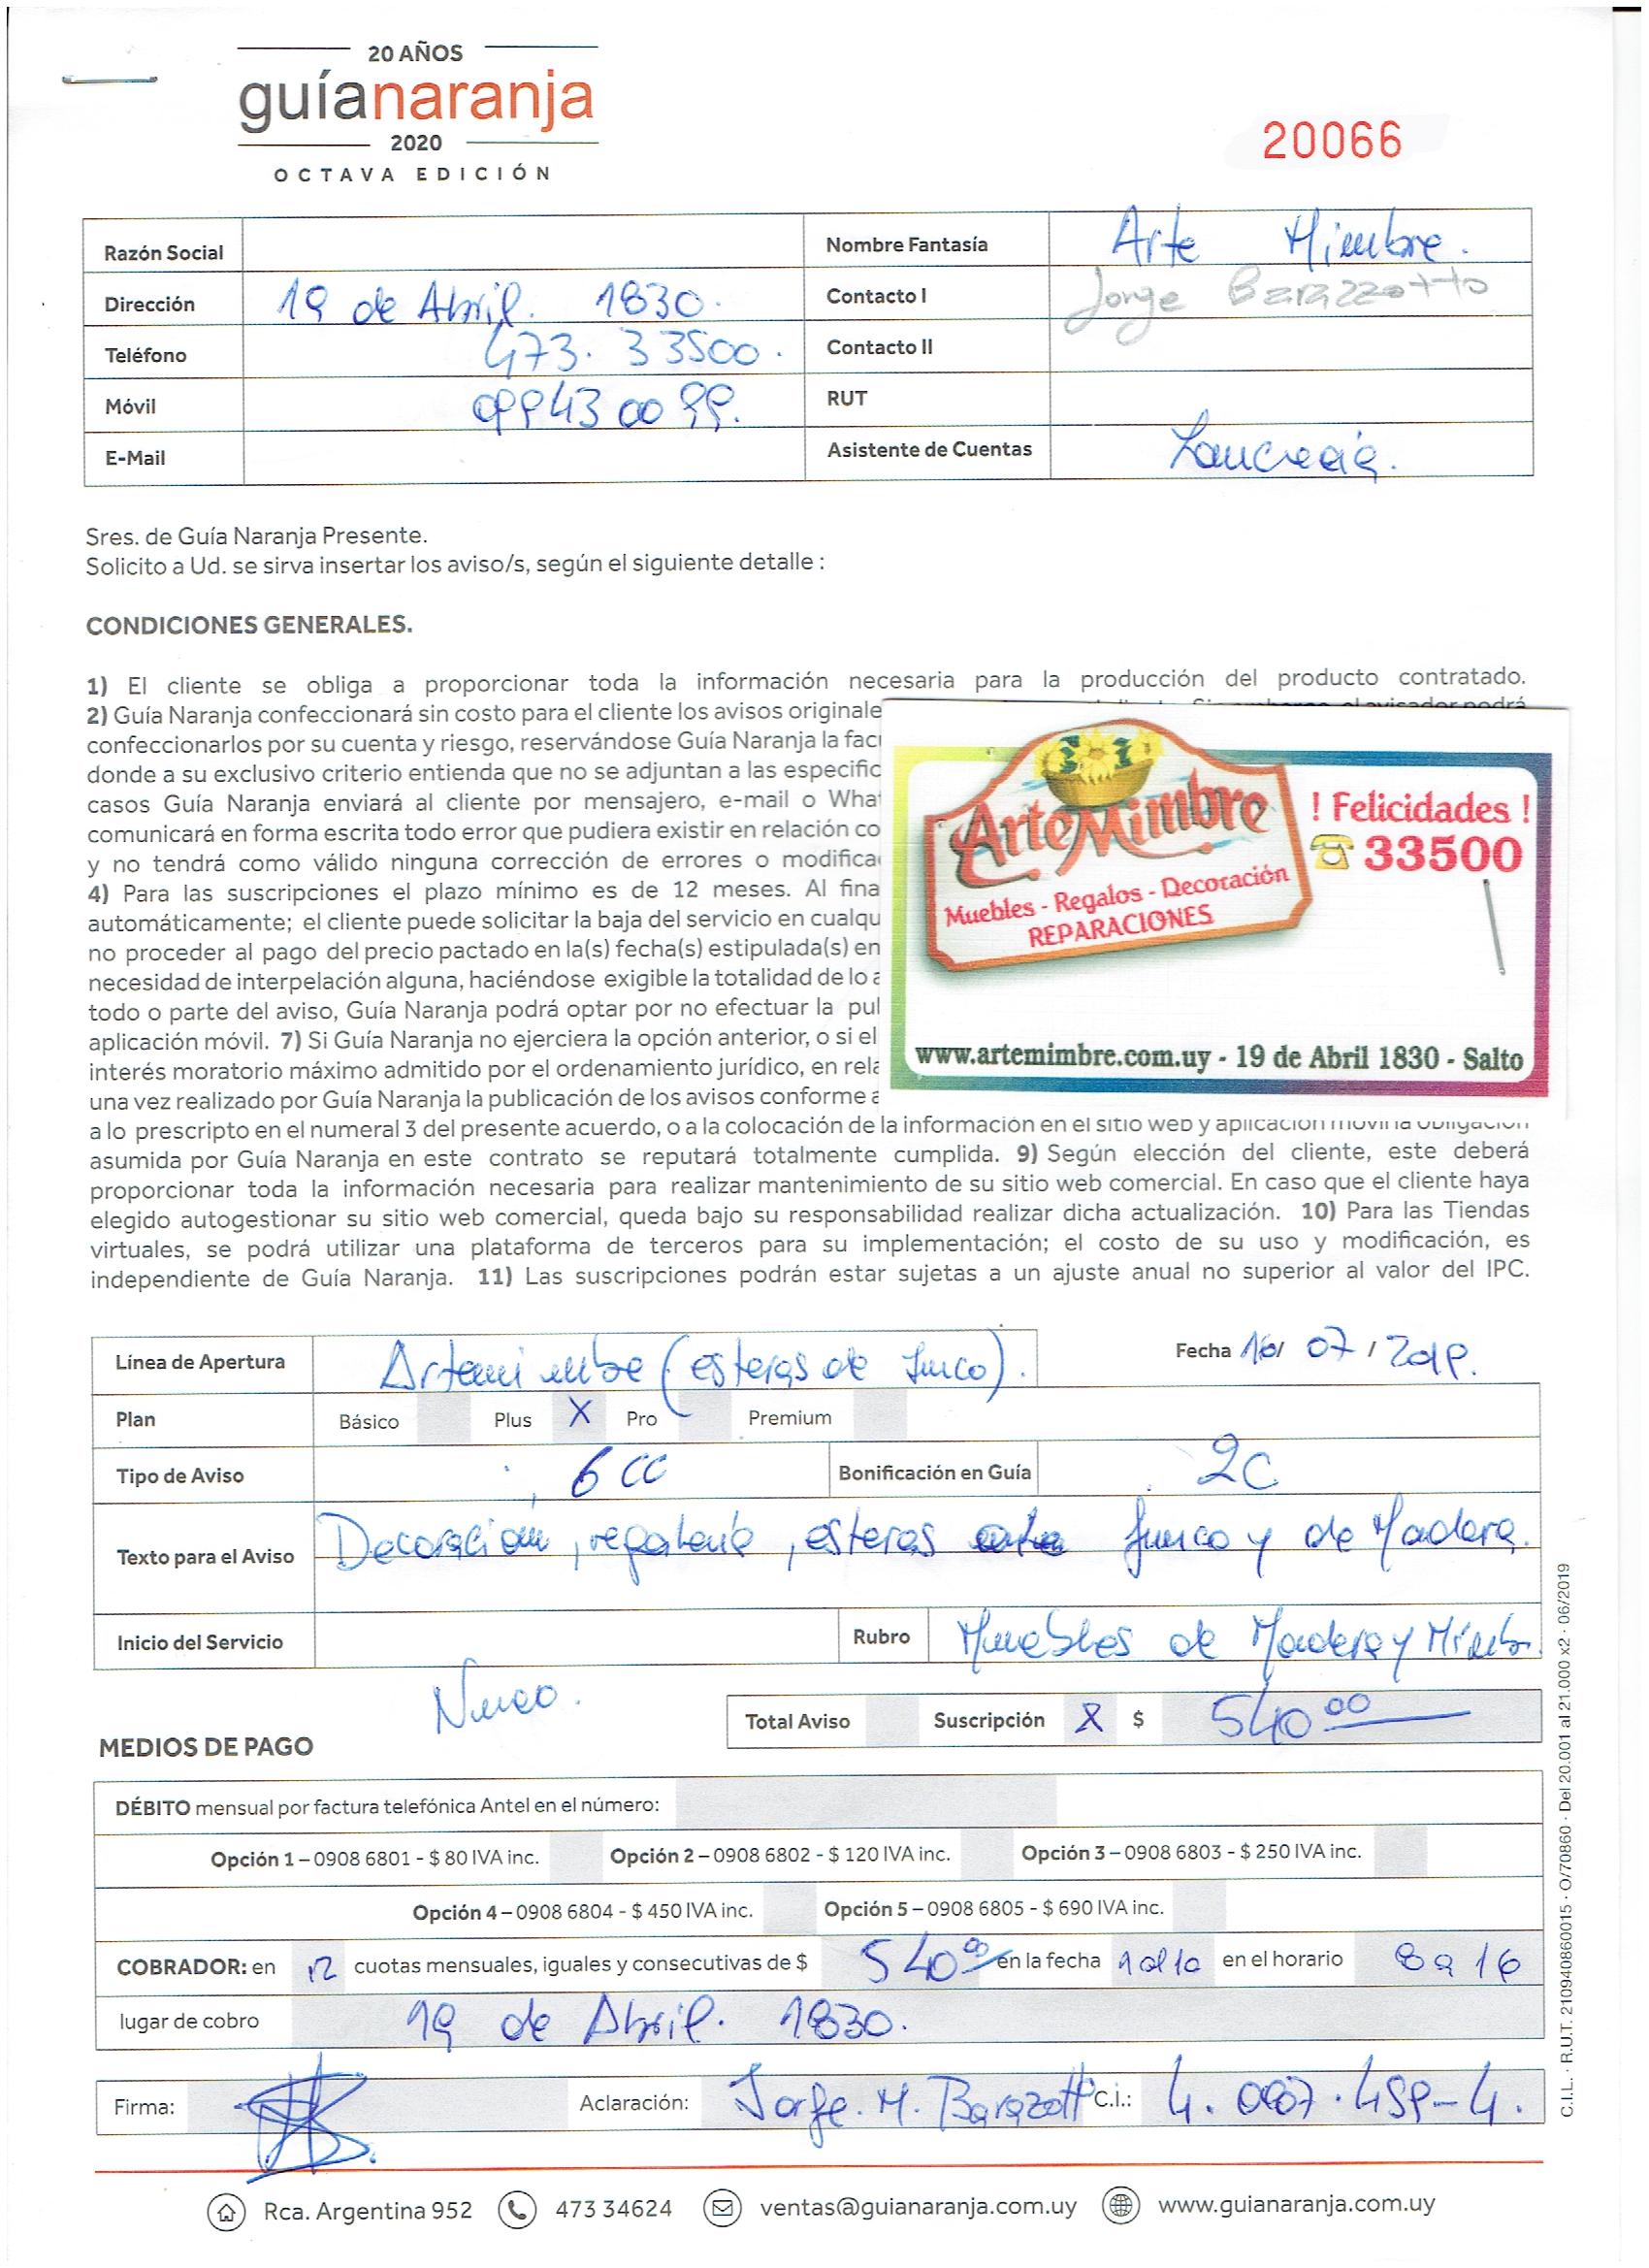 20 AÑOS
guíanaranja
2020
OCTAVA EDICIÓN
20066
Razón Social Nombre Fantasía Arte Mimbre.
Dirección 19 de Abril. 1830. Contacto I Jorge Barazzotto
Teléfono 473. 33500. Contacto II
Móvil 099430099. RUT
E-Mail Asistente de Cuentas
Sres. de Guía Naranja Presente.
Solicito a Ud. se sirva insertar los aviso/s, según el siguiente detalle :
CONDICIONES GENERALES.
1) El cliente se obliga a proporcionar toda la información necesaria para la producción del producto contratado.
2) Guía Naranja confeccionará sin costo para el cliente los avisos originale
confeccionarlos por su cuenta y riesgo, reservándose Guía Naranja la fac
donde a su exclusivo criterio entienda que no se adjuntan a las especific
casos Guía Naranja enviará al cliente por mensajero, e-mail o Wha
comunicará en forma escrita todo error que pudiera existir en relación co
y no tendrá como válido ninguna corrección de errores o modifica
4) Para las suscripciones el plazo mínimo es de 12 meses. Al fina
automáticamente; el cliente puede solicitar la baja del servicio en cualqu
no proceder al pago del precio pactado en la(s) fecha(s) estipulada(s) en
necesidad de interpelación alguna, haciéndose exigible la totalidad de lo a
todo o parte del aviso, Guía Naranja podrá optar por no efectuar la pul
aplicación móvil. 7) Si Guía Naranja no ejerciera la opción anterior, o si el
interés moratorio máximo admitido por el ordenamiento jurídico, en rela
una vez realizado por Guía Naranja la publicación de los avisos conforme a
ArteMimbre
Muebles - Regalos - Decoración
REPARACIONES
! Felicidades !
33500
www.artemimbre.com.uy - 19 de Abril 1830 - Salto
a lo prescripto en el numeral 3 del presente acuerdo, o a la colocación de la información en el sitio web y aplicación móvil la obligación
asumida por Guía Naranja en este contrato se reputará totalmente cumplida. 9) Según elección del cliente, este deberá
proporcionar toda la información necesaria para realizar mantenimiento de su sitio web comercial. En caso que el cliente haya
elegido autogestionar su sitio web comercial, queda bajo su responsabilidad realizar dicha actualización. 10) Para las Tiendas
virtuales, se podrá utilizar una plataforma de terceros para su implementación; el costo de su uso y modificación, es
independiente de Guía Naranja. 11) Las suscripciones podrán estar sujetas a un ajuste anual no superior al valor del IPC.
Línea de Apertura Artemimbre (esteras de Junco). Fecha 16/ 07 / 2019.
Plan Básico Plus X Pro Premium
Tipo de Aviso 6 CC Bonificación en Guía 2C
Texto para el Aviso Decoración, regalería, esteras junco y de Madera.
Inicio del Servicio Rubro Muebles de Madera y Mimb.
Total Aviso Suscripción X $ 540 00
MEDIOS DE PAGO
DÉBITO mensual por factura telefónica Antel en el número:
Opción 1 – 0908 6801 - $ 80 IVA inc. Opción 2 – 0908 6802 - $ 120 IVA inc. Opción 3 – 0908 6803 - $ 250 IVA inc.
Opción 4 – 0908 6804 - $ 450 IVA inc. Opción 5 – 0908 6805 - $ 690 IVA inc.
COBRADOR: en 12 cuotas mensuales, iguales y consecutivas de $ 540 00 en la fecha 1 al 10 en el horario 8 a 16
lugar de cobro 19 de Abril. 1830.
Firma: Aclaración: Jorge. M. Barazotto C.I.: 4. 007. 459-4.
Rca. Argentina 952 473 34624 ventas@guianaranja.com.uy www.guianaranja.com.uy
C.I.L. · R.U.T. 210940860015 · O/70860 · Del 20.001 al 21.000 x2 · 06/2019